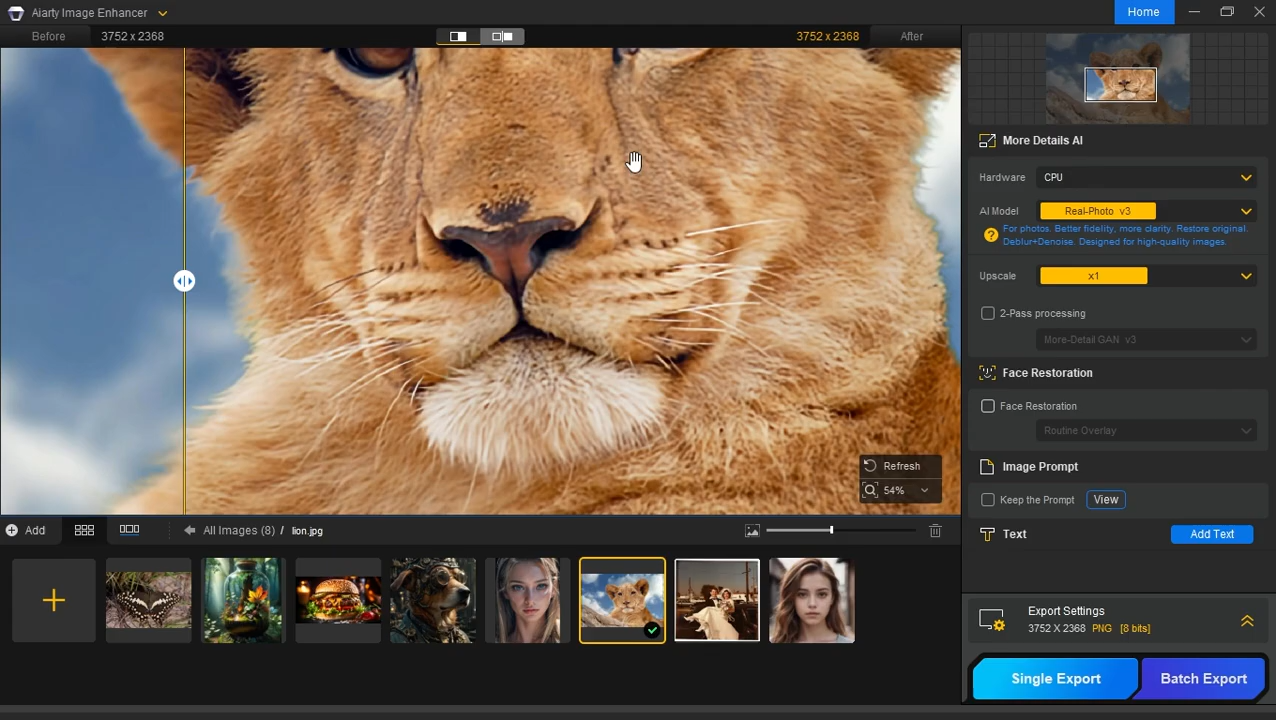 Aiarty Image Enhancer
Home
Before
3752 x 2368
3752 x 2368
After
More Details AI
Hardware
CPU
AI Model
Real-Photo v3
? For photos. Better fidelity, more clarity. Restore original.
Deblur+Denoise. Designed for high-quality images.
Upscale
x1
2-Pass processing
More-Detail GAN v3
Face Restoration
Face Restoration
Routine Overlay
Image Prompt
Keep the Prompt
View
Text
Add Text
Refresh
54%
Add
All Images (8) / lion.jpg
Export Settings
3752 X 2368 PNG [8 bits]
Single Export
Batch Export